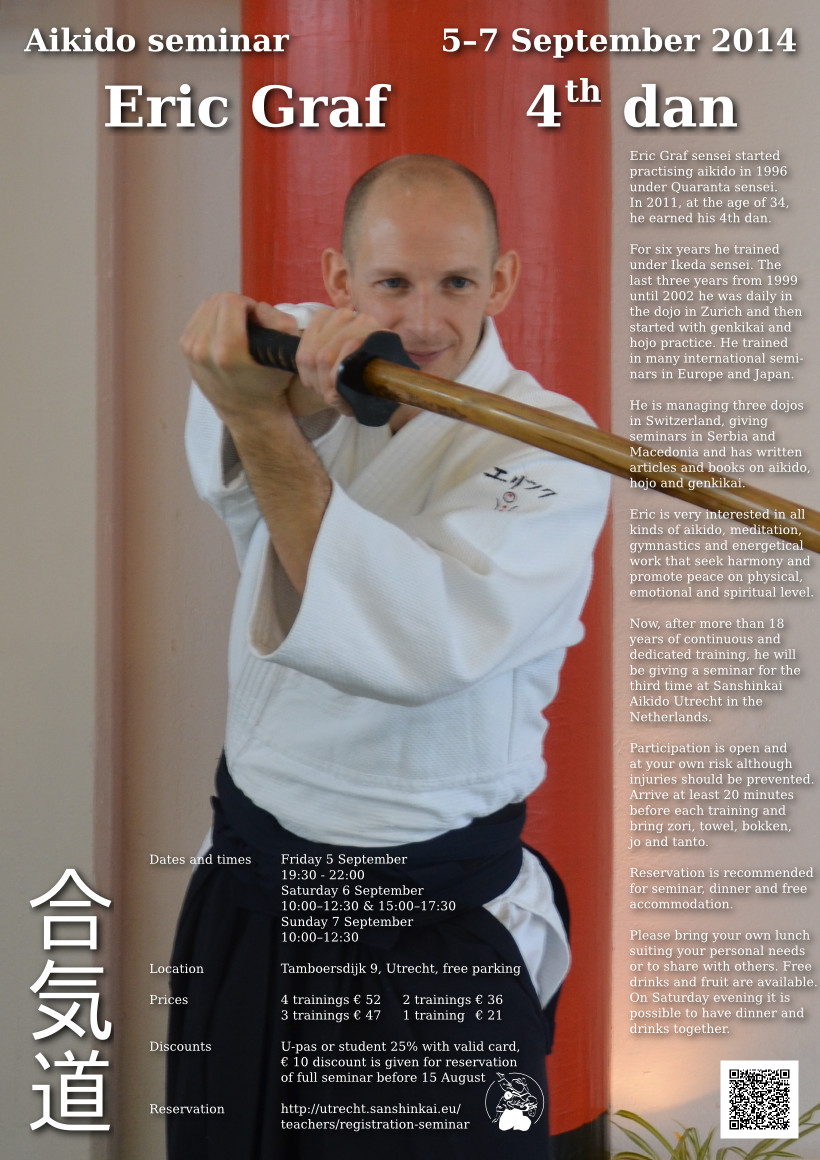 Aikido seminar
5–7 September 2014
Eric Graf
4th dan
Eric Graf sensei started
practising aikido in 1996
under Quaranta sensei.
In 2011, at the age of 34,
he earned his 4th dan.
For six years he trained
under Ikeda sensei. The
last three years from 1999
until 2002 he was daily in
the dojo in Zurich and then
started with genkikai and
hojo practice. He trained
in many international semi-
nars in Europe and Japan.
He is managing three dojos
in Switzerland, giving
seminars in Serbia and
Macedonia and has written
articles and books on aikido,
hojo and genkikai.
Eric is very interested in all
kinds of aikido, meditation,
gymnastics and energetical
work that seek harmony and
promote peace on physical,
emotional and spiritual level.
Now, after more than 18
years of continuous and
dedicated training, he will
be giving a seminar for the
third time at Sanshinkai
Aikido Utrecht in the
Netherlands.
Participation is open and
at your own risk although
injuries should be prevented.
Arrive at least 20 minutes
before each training and
bring zori, towel, bokken,
jo and tanto.
Reservation is recommended
for seminar, dinner and free
accommodation.
Please bring your own lunch
suiting your personal needs
or to share with others. Free
drinks and fruit are available.
On Saturday evening it is
possible to have dinner and
drinks together.
エリック
合気道
Dates and times Friday 5 September
19:30 - 22:00
Saturday 6 September
10:00–12:30 & 15:00–17:30
Sunday 7 September
10:00–12:30
Location Tamboersdijk 9, Utrecht, free parking
Prices 4 trainings € 52 2 trainings € 36
3 trainings € 47 1 training € 21
Discounts U-pas or student 25% with valid card,
€ 10 discount is given for reservation
of full seminar before 15 August
Reservation http://utrecht.sanshinkai.eu/
teachers/registration-seminar